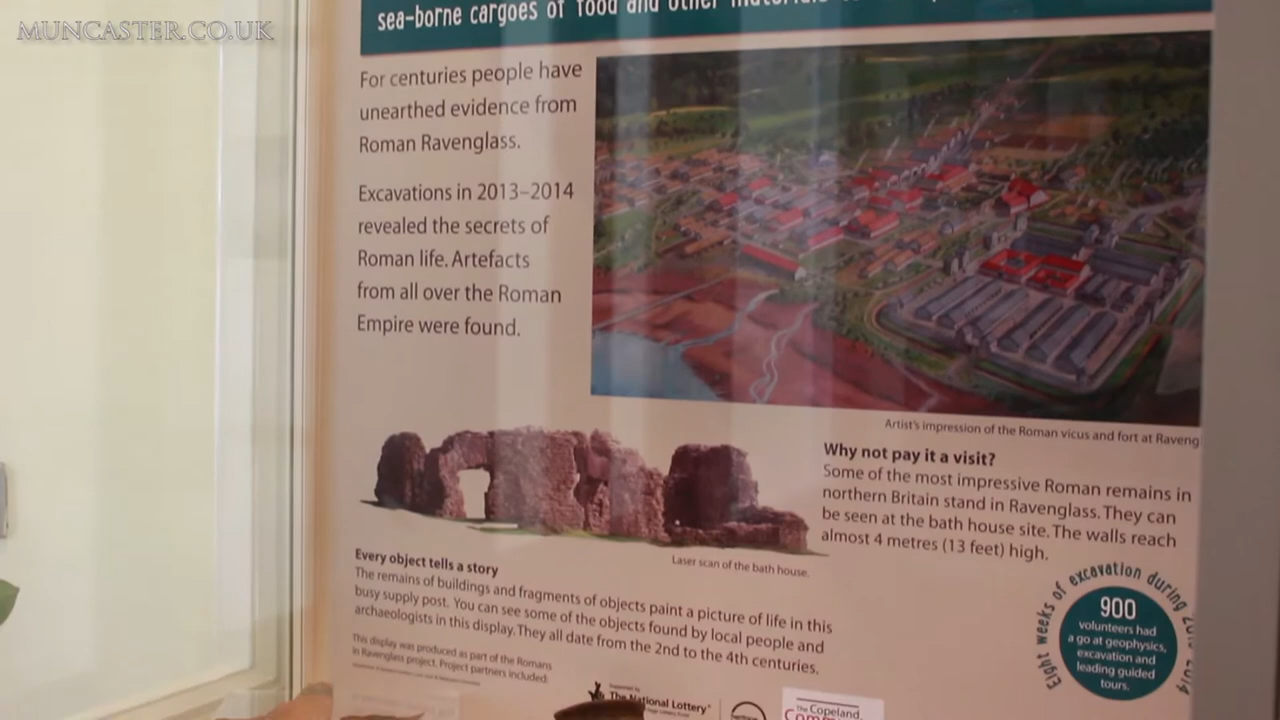 MUNCASTER.CO.UK
sea-borne cargoes of food and other
For centuries people have
unearthed evidence from
Roman Ravenglass.
Excavations in 2013–2014
revealed the secrets of
Roman life. Artefacts
from all over the Roman
Empire were found.
Artist's impression of the Roman vicus and fort at Raveng
Why not pay it a visit?
Some of the most impressive Roman remains in
northern Britain stand in Ravenglass. They can
be seen at the bath house site. The walls reach
almost 4 metres (13 feet) high.
Laser scan of the bath house.
Every object tells a story
The remains of buildings and fragments of objects paint a picture of life in this
busy supply post. You can see some of the objects found by local people and
archaeologists in this display. They all date from the 2nd to the 4th centuries.
This display was produced as part of the Romans
in Ravenglass project. Project partners included:
Eight weeks of excavation during
900
volunteers had
a go at geophysics,
excavation and
leading guided
tours.
Supported by
The National Lottery
The Copeland